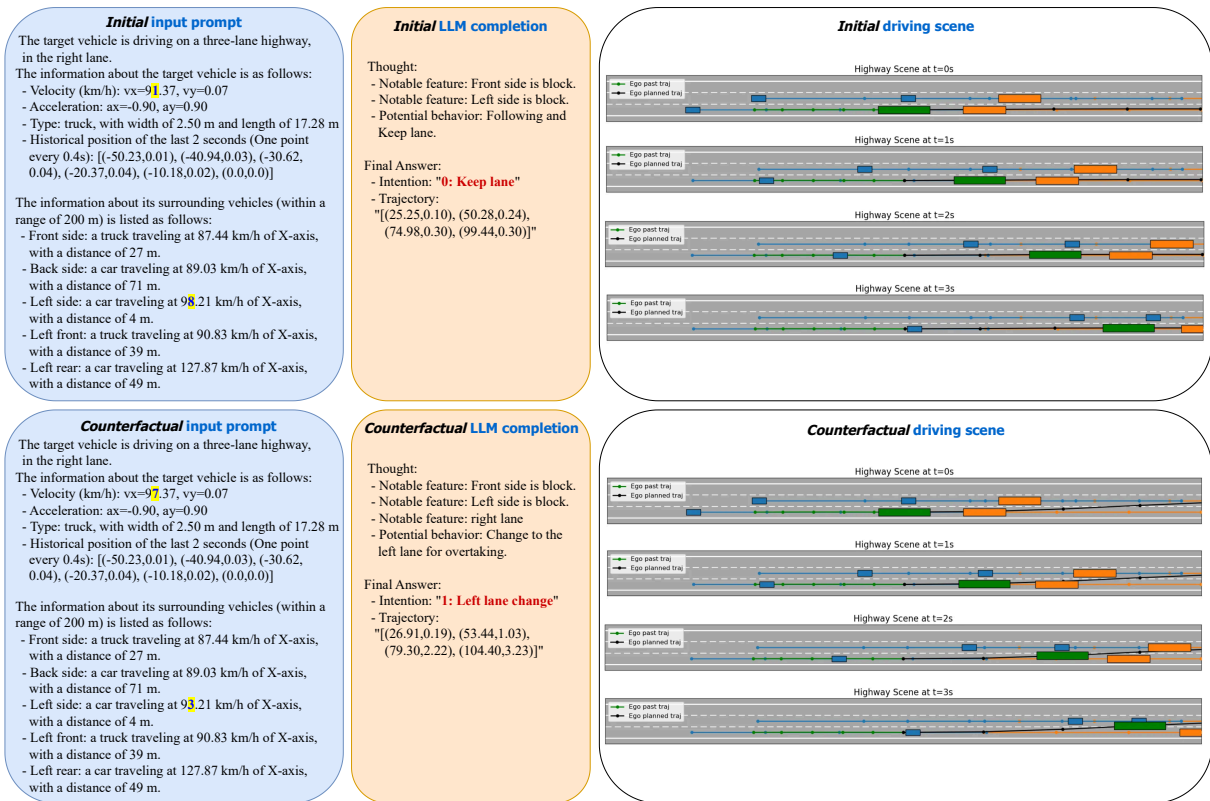 Initial input prompt
The target vehicle is driving on a three-lane highway,
in the right lane.
The information about the target vehicle is as follows:
- Velocity (km/h): vx=91.37, vy=0.07
- Acceleration: ax=-0.90, ay=0.90
- Type: truck, with width of 2.50 m and length of 17.28 m
- Historical position of the last 2 seconds (One point
every 0.4s): [(-50.23,0.01), (-40.94,0.03), (-30.62,
0.04), (-20.37,0.04), (-10.18,0.02), (0.0,0.0)]
The information about its surrounding vehicles (within a
range of 200 m) is listed as follows:
- Front side: a truck traveling at 87.44 km/h of X-axis,
with a distance of 27 m.
- Back side: a car traveling at 89.03 km/h of X-axis,
with a distance of 71 m.
- Left side: a car traveling at 98.21 km/h of X-axis,
with a distance of 4 m.
- Left front: a truck traveling at 90.83 km/h of X-axis,
with a distance of 39 m.
- Left rear: a car traveling at 127.87 km/h of X-axis,
with a distance of 49 m.
Initial LLM completion
Thought:
- Notable feature: Front side is block.
- Notable feature: Left side is block.
- Potential behavior: Following and
Keep lane.
Final Answer:
- Intention: "0: Keep lane"
- Trajectory:
"[(25.25,0.10), (50.28,0.24),
(74.98,0.30), (99.44,0.30)]"
Initial driving scene
Highway Scene at t=0s
Ego past traj
Ego planned traj
Highway Scene at t=1s
Ego past traj
Ego planned traj
Highway Scene at t=2s
Ego past traj
Ego planned traj
Highway Scene at t=3s
Ego past traj
Ego planned traj
Counterfactual input prompt
The target vehicle is driving on a three-lane highway,
in the right lane.
The information about the target vehicle is as follows:
- Velocity (km/h): vx=97.37, vy=0.07
- Acceleration: ax=-0.90, ay=0.90
- Type: truck, with width of 2.50 m and length of 17.28 m
- Historical position of the last 2 seconds (One point
every 0.4s): [(-50.23,0.01), (-40.94,0.03), (-30.62,
0.04), (-20.37,0.04), (-10.18,0.02), (0.0,0.0)]
The information about its surrounding vehicles (within a
range of 200 m) is listed as follows:
- Front side: a truck traveling at 87.44 km/h of X-axis,
with a distance of 27 m.
- Back side: a car traveling at 89.03 km/h of X-axis,
with a distance of 71 m.
- Left side: a car traveling at 93.21 km/h of X-axis,
with a distance of 4 m.
- Left front: a truck traveling at 90.83 km/h of X-axis,
with a distance of 39 m.
- Left rear: a car traveling at 127.87 km/h of X-axis,
with a distance of 49 m.
Counterfactual LLM completion
Thought:
- Notable feature: Front side is block.
- Notable feature: Left side is block.
- Notable feature: right lane
- Potential behavior: Change to the
left lane for overtaking.
Final Answer:
- Intention: "1: Left lane change"
- Trajectory:
"[(26.91,0.19), (53.44,1.03),
(79.30,2.22), (104.40,3.23)]"
Counterfactual driving scene
Highway Scene at t=0s
Ego past traj
Ego planned traj
Highway Scene at t=1s
Ego past traj
Ego planned traj
Highway Scene at t=2s
Ego past traj
Ego planned traj
Highway Scene at t=3s
Ego past traj
Ego planned traj